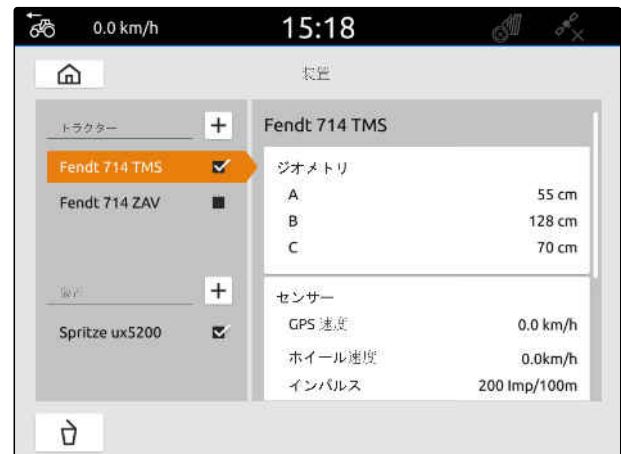 0.0 km/h
15:18
装置
トラクター
Fendt 714 TMS
Fendt 714 ZAV
Spritze ux5200
Fendt 714 TMS
ジオメトリ
A 55 cm
B 128 cm
C 70 cm
センサー
GPS 速度 0.0 km/h
ホイール速度 0.0km/h
インパルス 200 Imp/100m